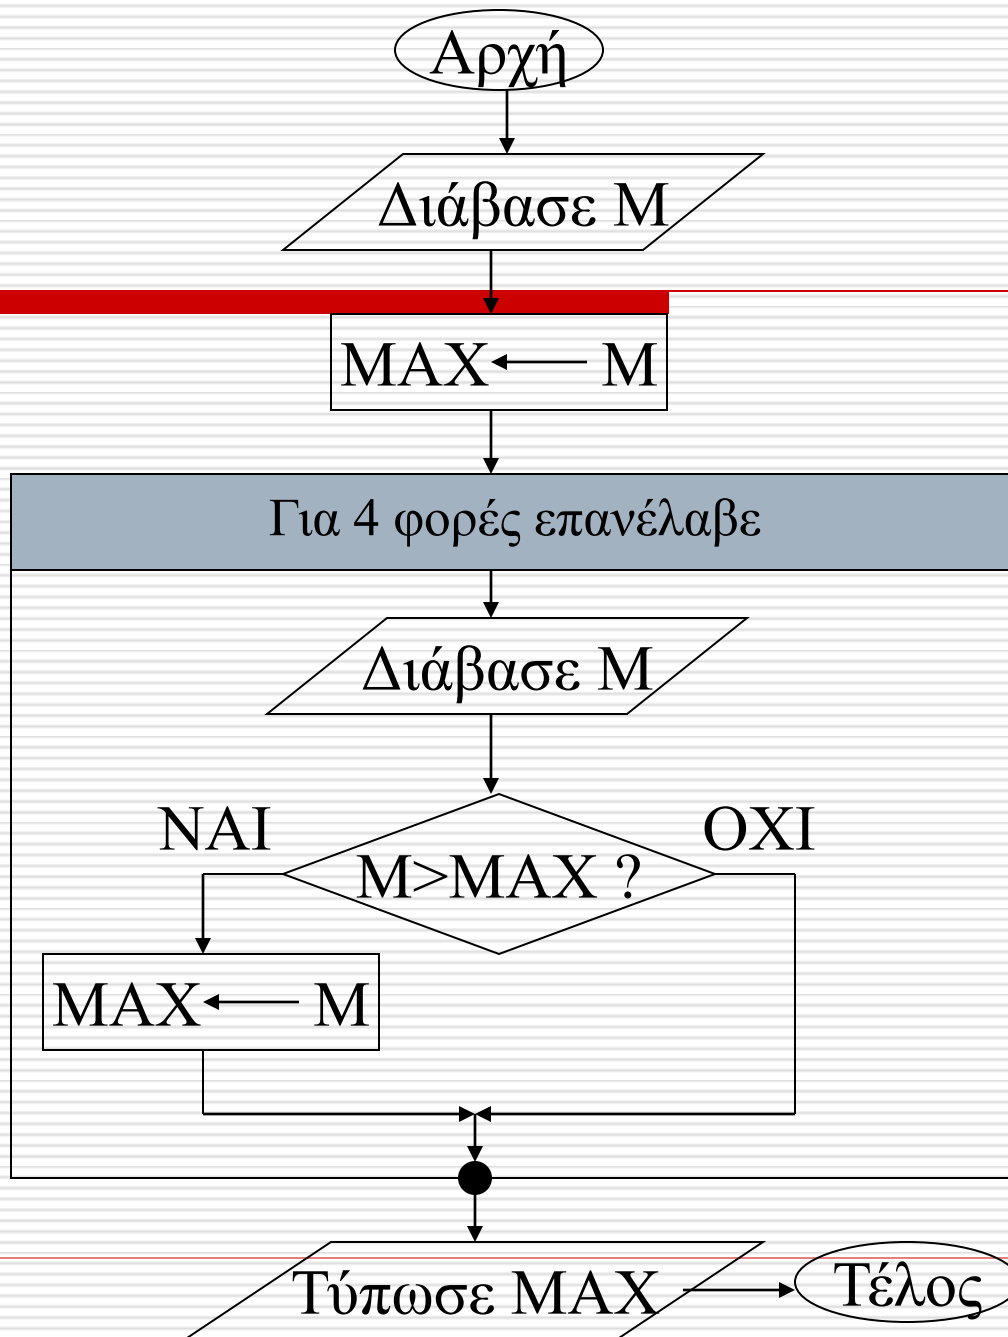 Αρχή
Διάβασε Μ
ΜΑΧ Μ
Για 4 φορές επανέλαβε
Διάβασε Μ
ΝΑΙ ΟΧΙ
Μ>ΜΑΧ ?
ΜΑΧ Μ
Τύπωσε ΜΑΧ Τέλος